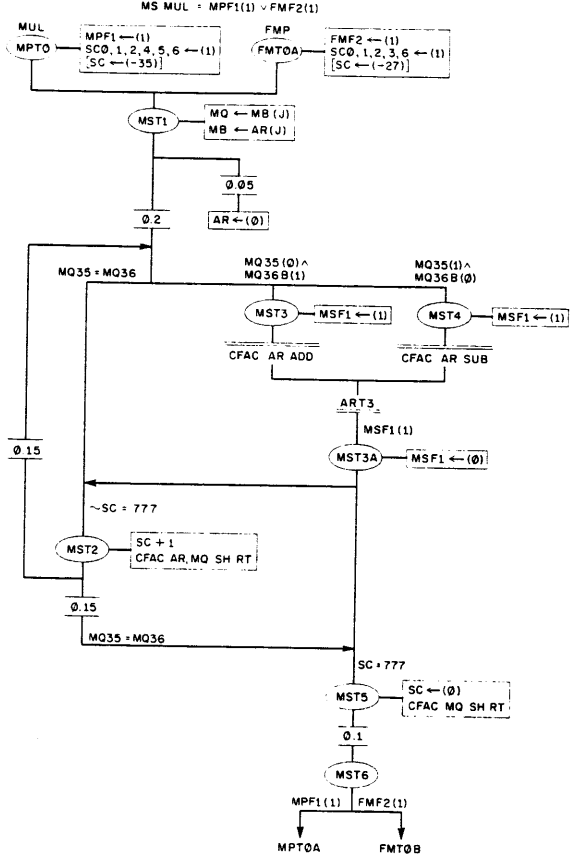 MS MUL = MPF1(1) ∨ FMF2(1)
MUL
MPTØ
MPF1 ←(1)
SCØ, 1, 2, 4, 5, 6 ←(1)
[SC ←(-35)]
FMP
FMTØA
FMF2 ←(1)
SCØ, 1, 2, 3, 6 ←(1)
[SC ←(-27)]
MST1
MQ ← MB(J)
MB ← AR(J)
Ø.Ø5
Ø.2
AR←(Ø)
MQ35 = MQ36
MQ35(Ø)∧
MQ36B(1)
MQ35(1)∧
MQ36B(Ø)
MST3
MSF1 ←(1)
MST4
MSF1 ←(1)
CFAC AR ADD
CFAC AR SUB
ART3
MSF1(1)
Ø.15
MST3A
MSF1 ←(Ø)
~SC = 777
MST2
SC + 1
CFAC AR, MQ SH RT
Ø.15
MQ35 = MQ36
SC = 777
MST5
SC ←(Ø)
CFAC MQ SH RT
Ø.1
MST6
MPF1(1)
FMF2(1)
MPTØA
FMTØB